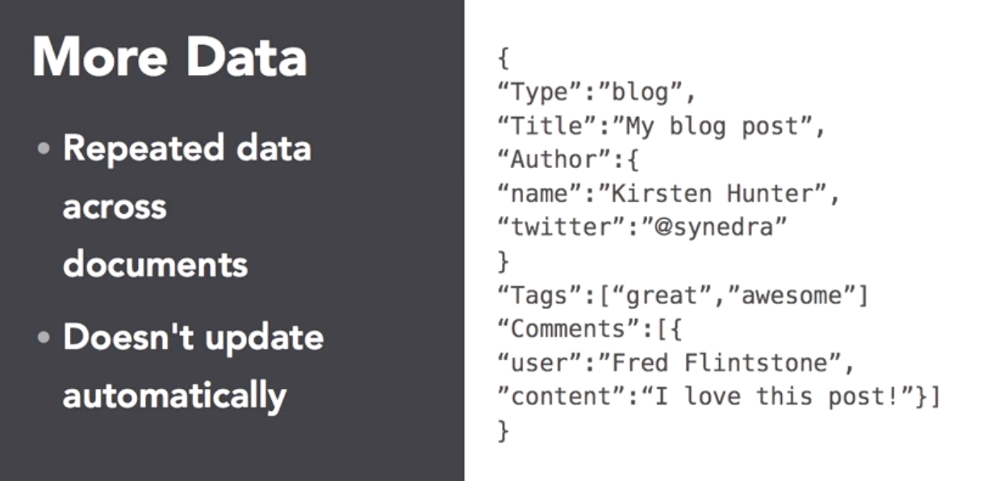 More Data
• Repeated data
across
documents
• Doesn't update
automatically
{
“Type”:”blog”,
“Title”:”My blog post”,
“Author”:{
“name”:”Kirsten Hunter”,
“twitter”:”@synedra”
}
“Tags”:[“great”,”awesome”]
“Comments”:[{
“user”:”Fred Flintstone”,
”content”:“I love this post!”}]
}